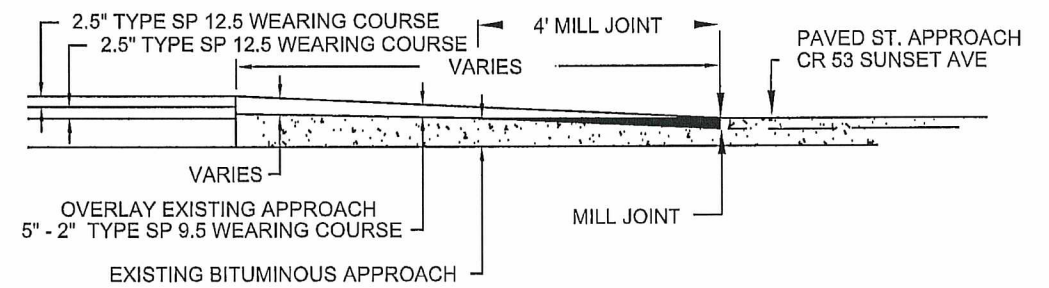 2.5" TYPE SP 12.5 WEARING COURSE
2.5" TYPE SP 12.5 WEARING COURSE
4' MILL JOINT
VARIES
PAVED ST. APPROACH
CR 53 SUNSET AVE
VARIES
OVERLAY EXISTING APPROACH
5" - 2" TYPE SP 9.5 WEARING COURSE
MILL JOINT
EXISTING BITUMINOUS APPROACH